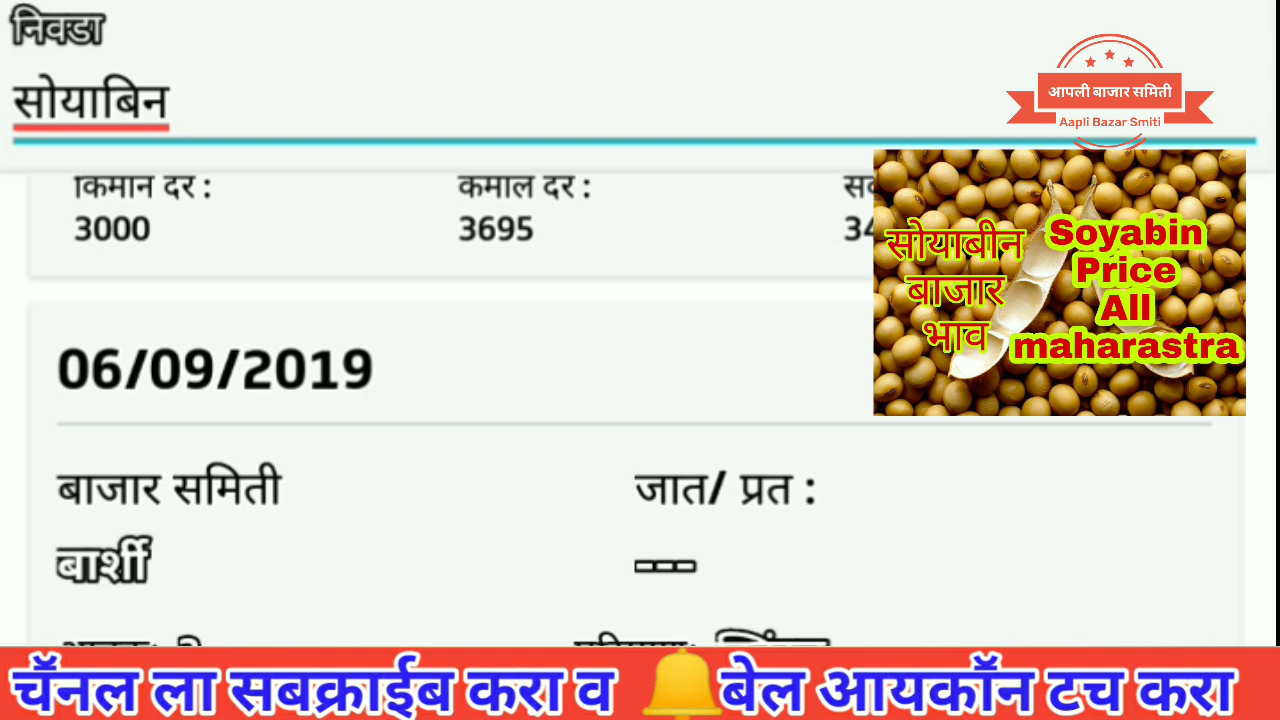 निवडा
सोयाबिन
आपली बाजार समिती
Aapli Bazar Smiti
किमान दर :
कमाल दर :
3000
3695
सोयाबीन
बाजार
भाव
Soyabin
Price
All
maharastra
06/09/2019
बाजार समिती
जात/ प्रत :
बार्शी
---
चॅनल ला सबक्राईब करा व 🔔बेल आयकॉन टच करा